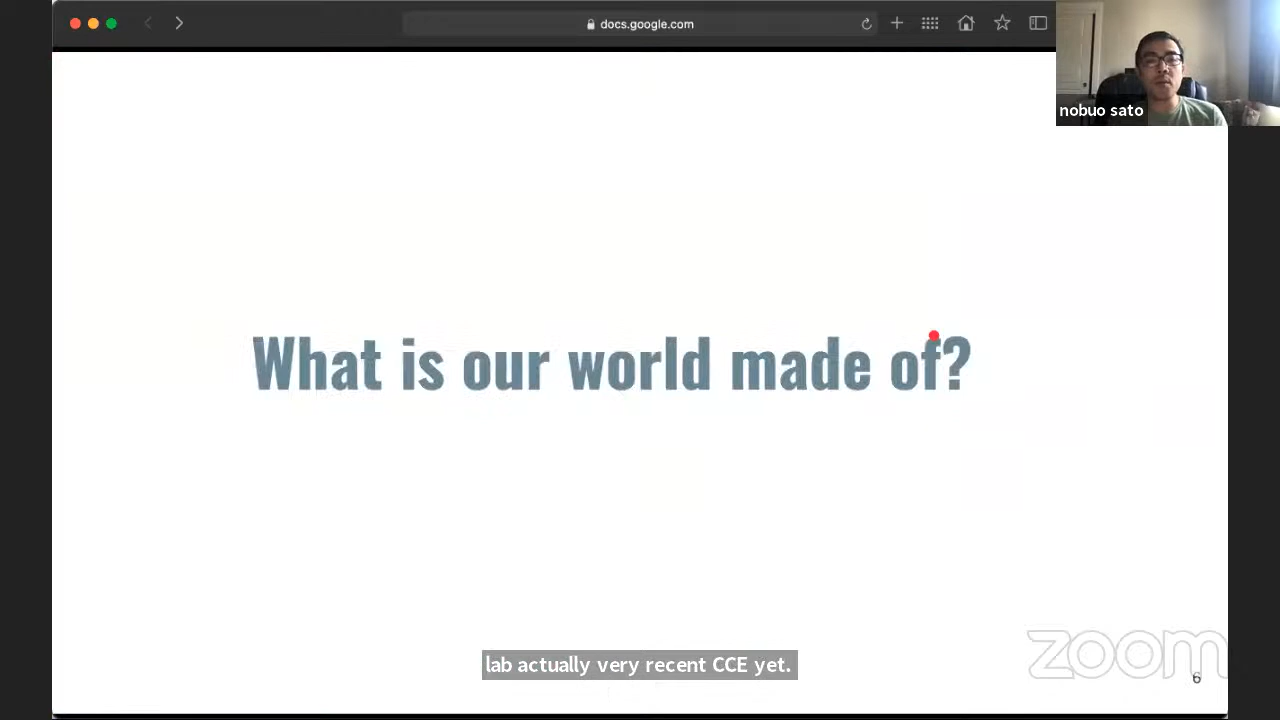 docs.google.com
nobuo sato
What is our world made of?
lab actually very recent CCE yet.
zoom
6